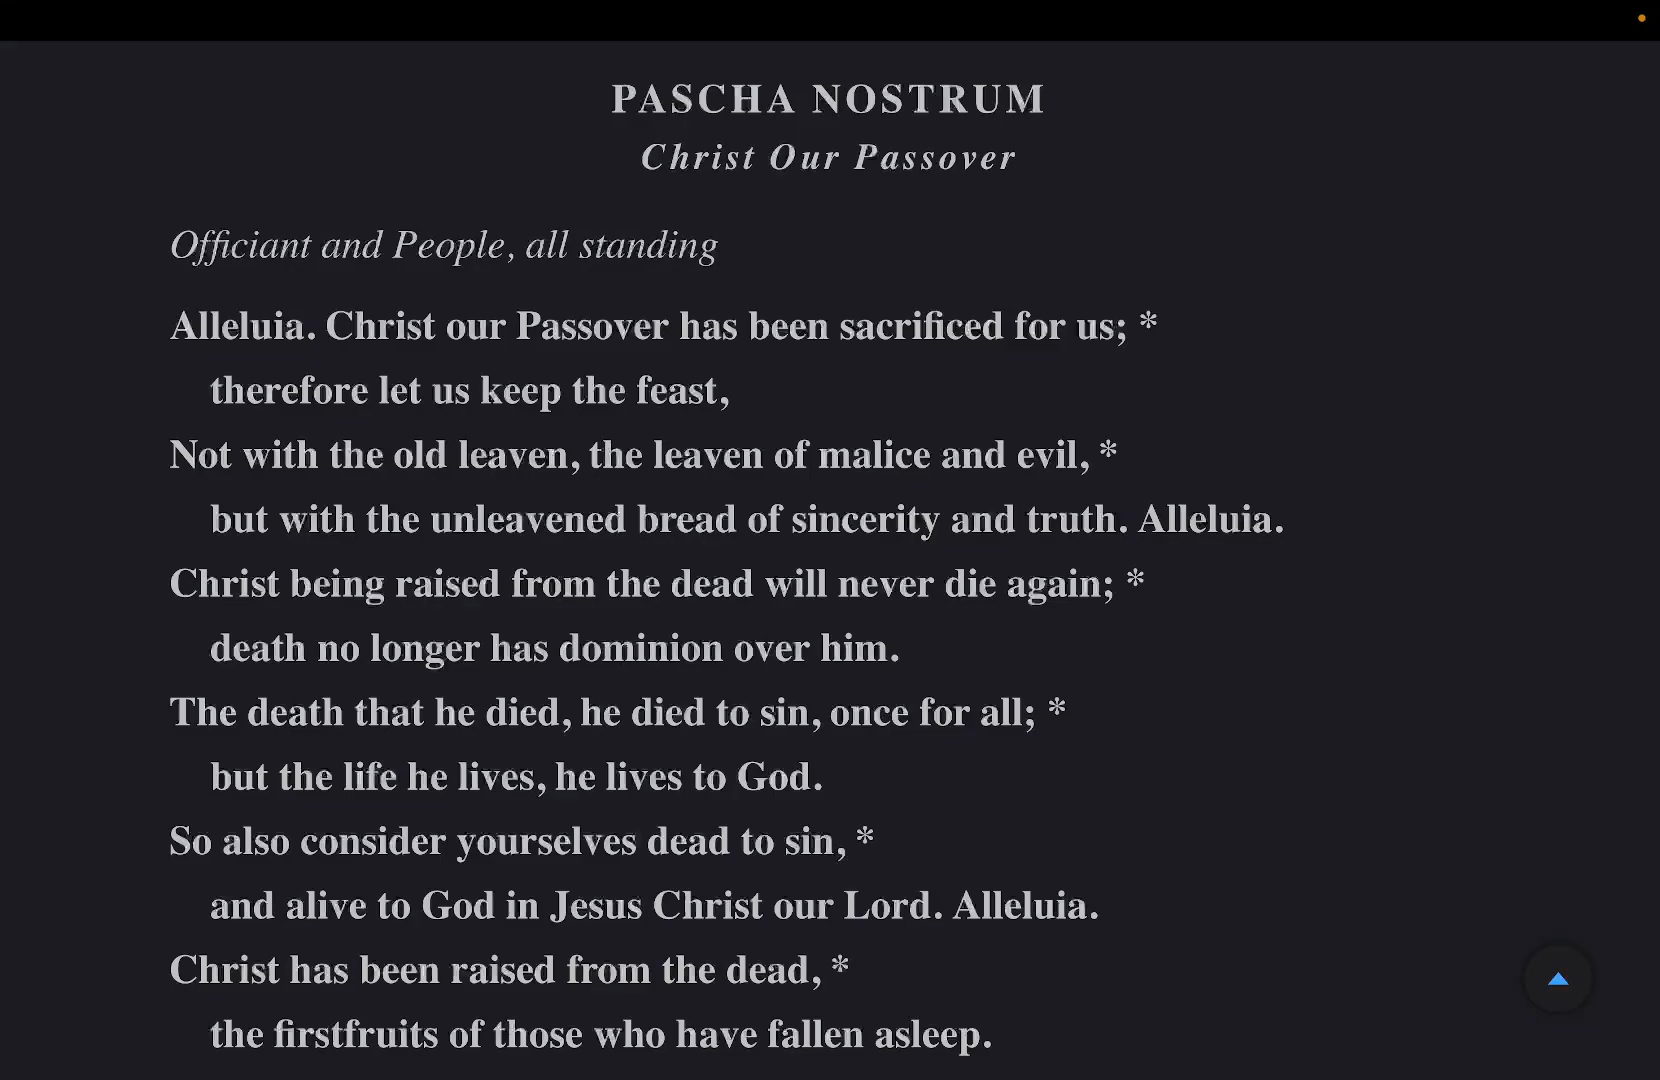 PASCHA NOSTRUM
Christ Our Passover
Officiant and People, all standing
Alleluia. Christ our Passover has been sacrificed for us; *
therefore let us keep the feast,
Not with the old leaven, the leaven of malice and evil, *
but with the unleavened bread of sincerity and truth. Alleluia.
Christ being raised from the dead will never die again; *
death no longer has dominion over him.
The death that he died, he died to sin, once for all; *
but the life he lives, he lives to God.
So also consider yourselves dead to sin, *
and alive to God in Jesus Christ our Lord. Alleluia.
Christ has been raised from the dead, *
the firstfruits of those who have fallen asleep.